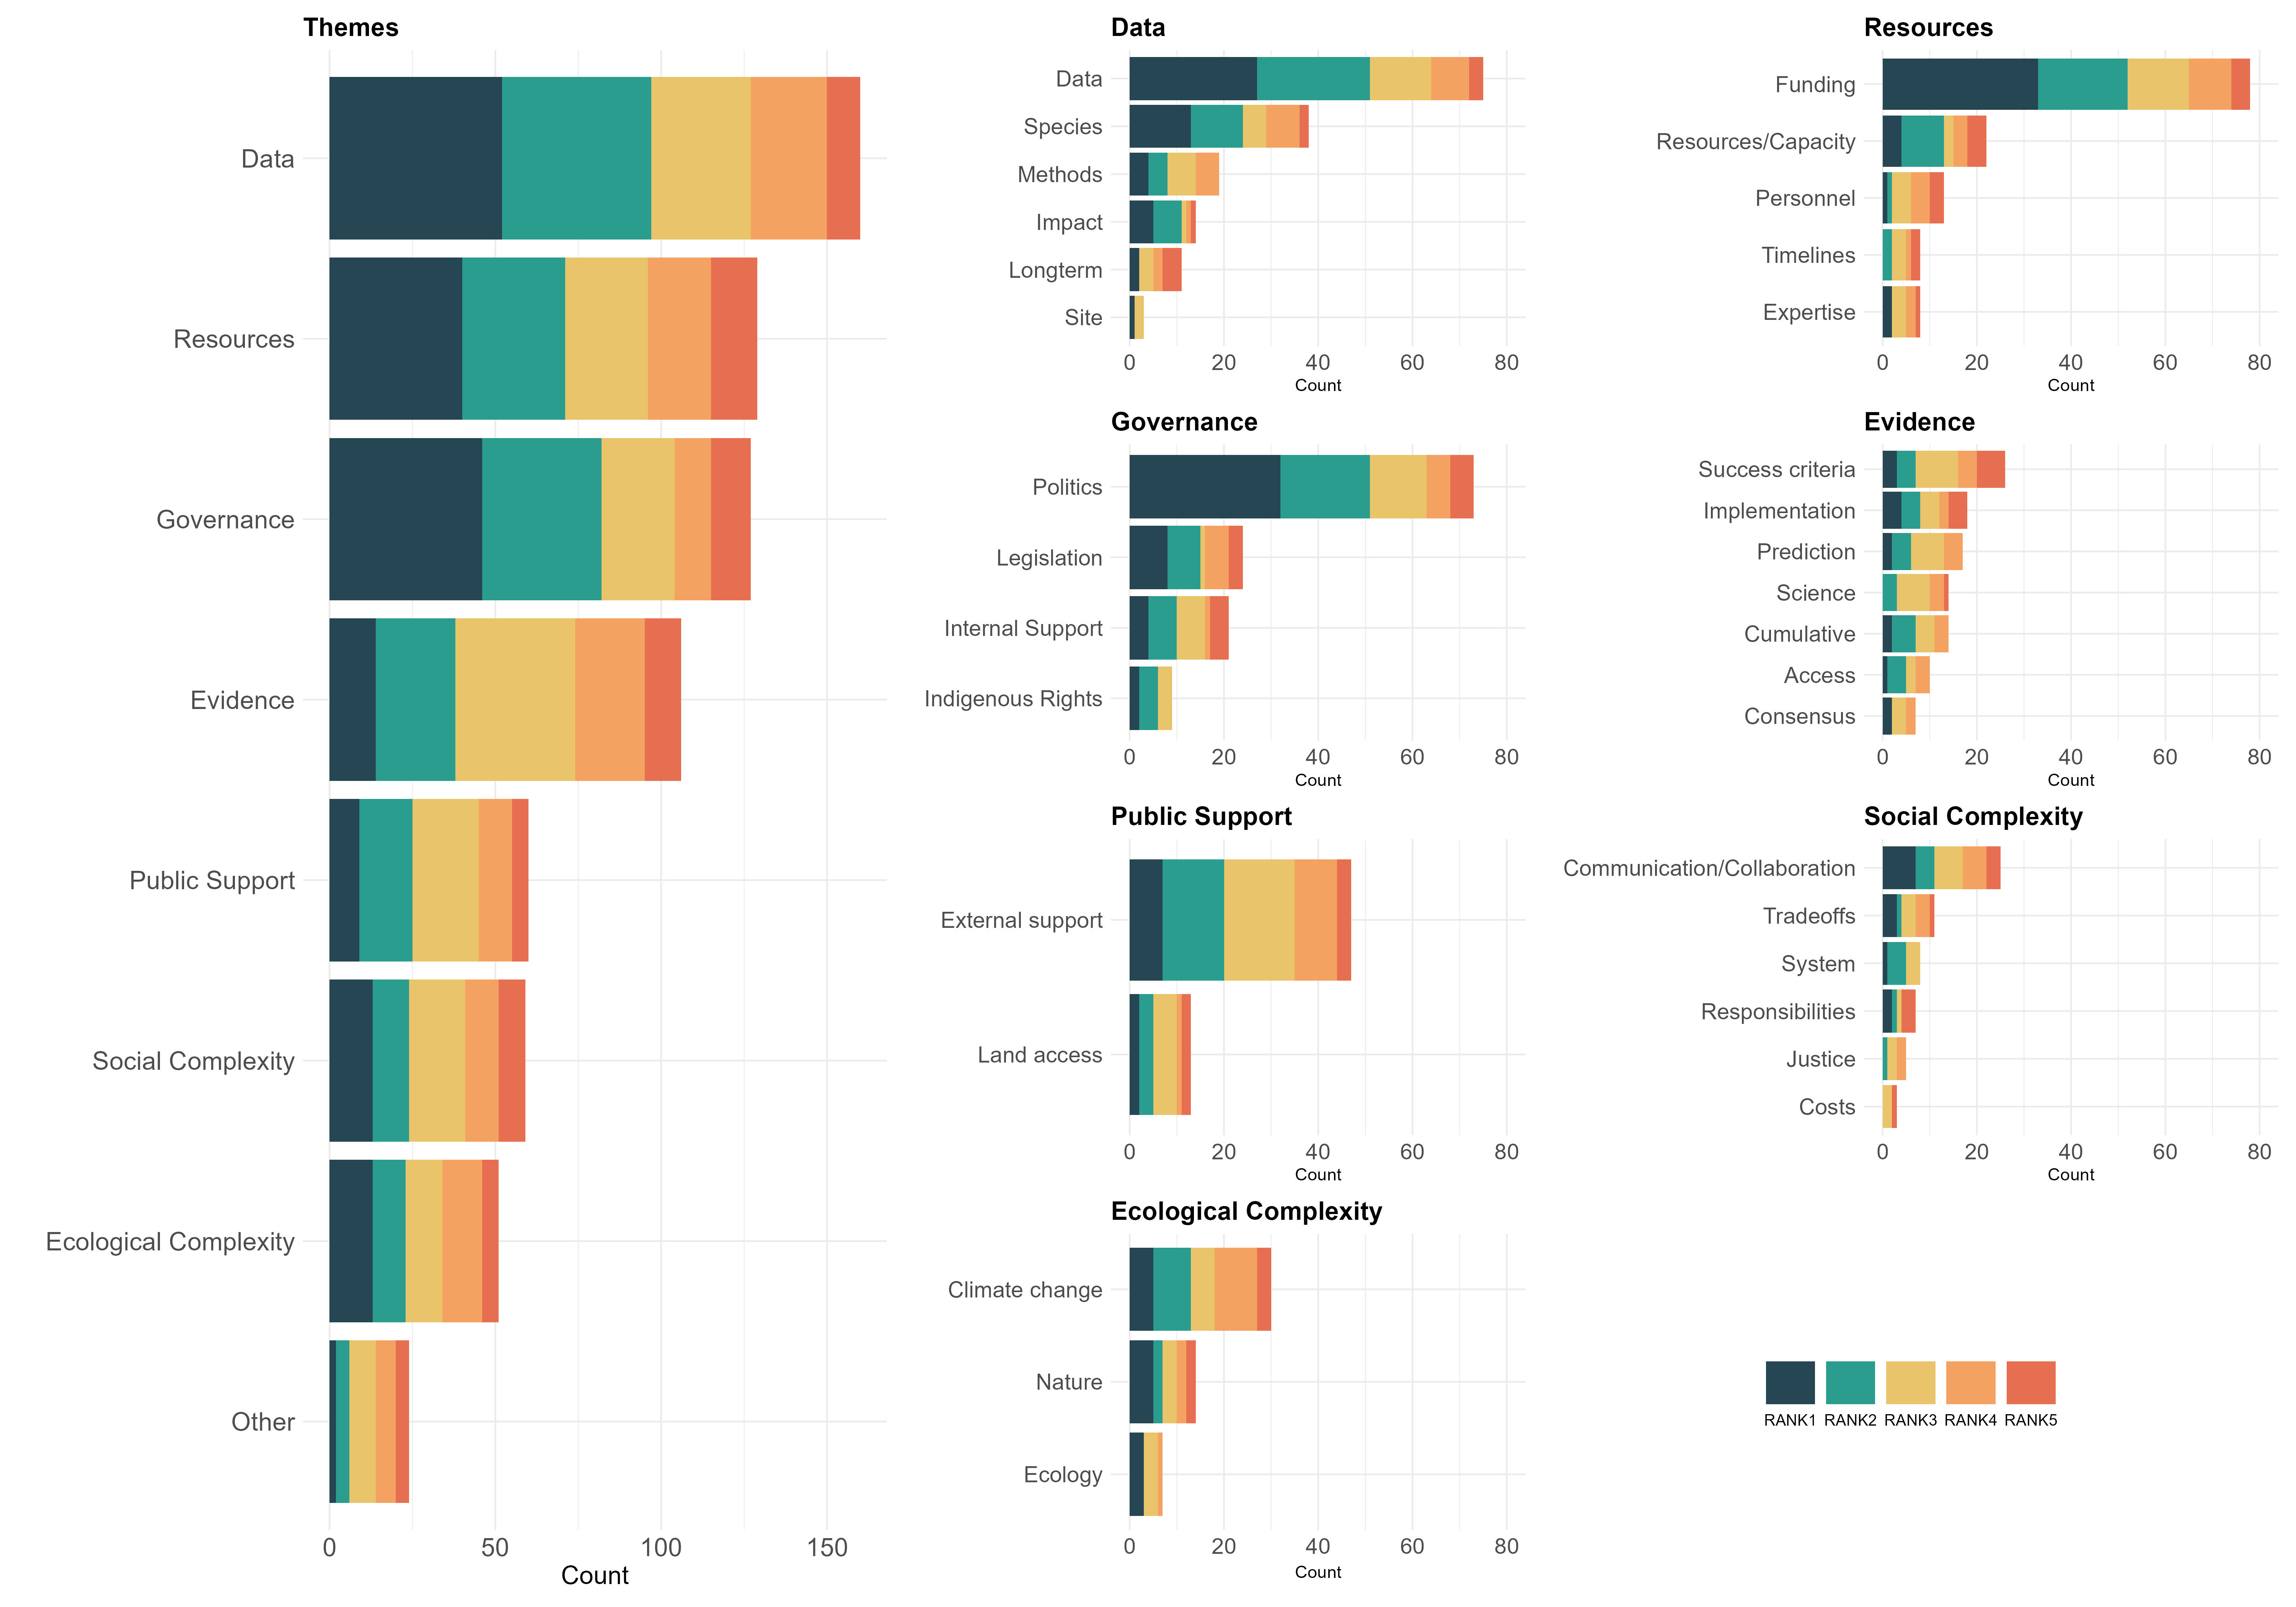 Themes
Data
Resources
Governance
Evidence
Public Support
Social Complexity
Ecological Complexity
Other
0 50 100 150
Count
Data
Data
Species
Methods
Impact
Longterm
Site
0 20 40 60 80
Count
Resources
Funding
Resources/Capacity
Personnel
Timelines
Expertise
0 20 40 60 80
Count
Governance
Politics
Legislation
Internal Support
Indigenous Rights
0 20 40 60 80
Count
Evidence
Success criteria
Implementation
Prediction
Science
Cumulative
Access
Consensus
0 20 40 60 80
Count
Public Support
External support
Land access
0 20 40 60 80
Count
Social Complexity
Communication/Collaboration
Tradeoffs
System
Responsibilities
Justice
Costs
0 20 40 60 80
Count
Ecological Complexity
Climate change
Nature
Ecology
0 20 40 60 80
Count
RANK1 RANK2 RANK3 RANK4 RANK5